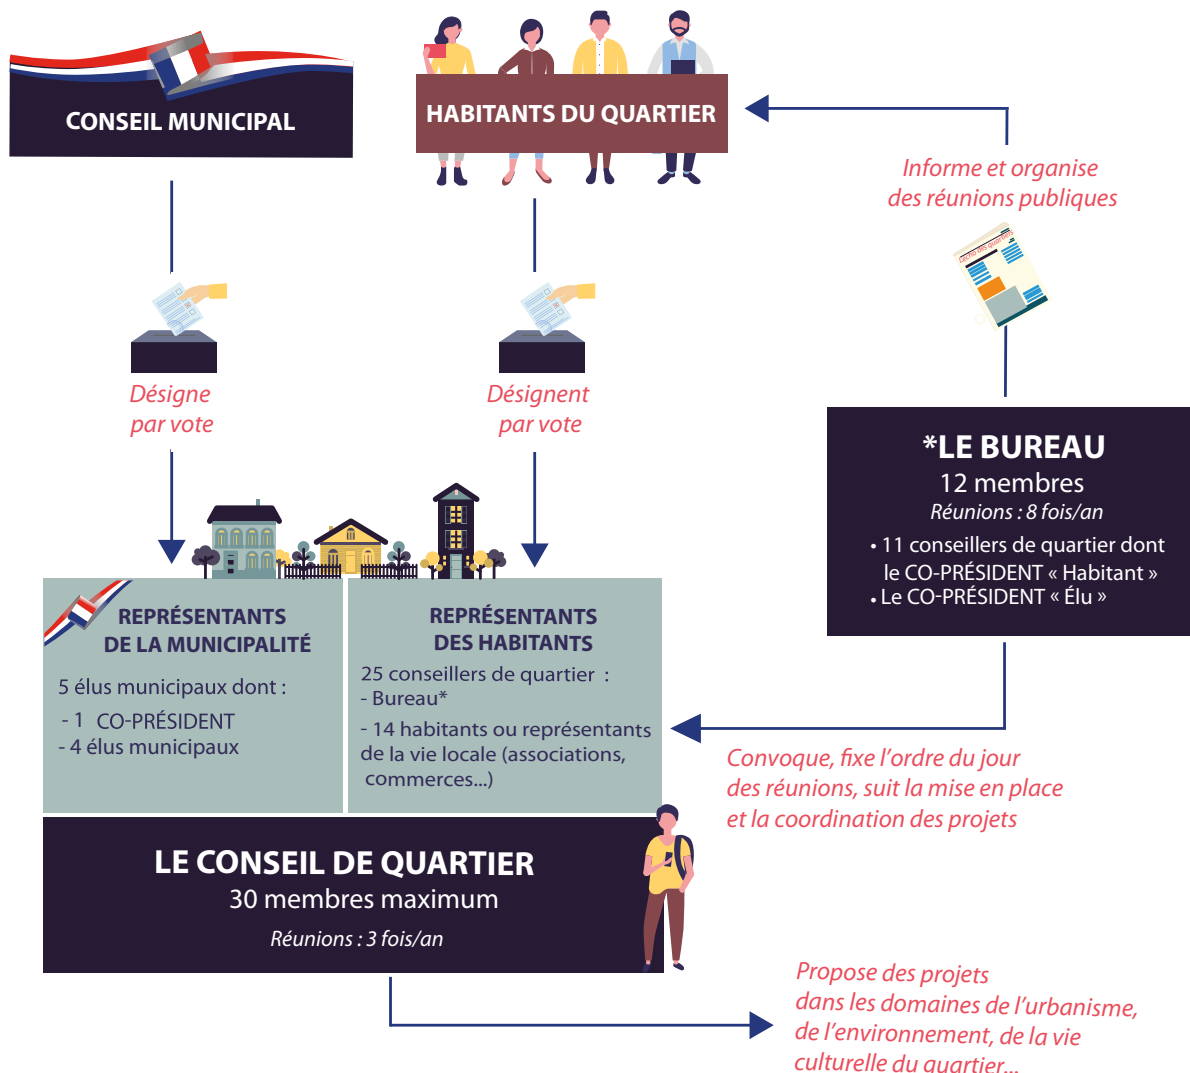 CONSEIL MUNICIPAL
HABITANTS DU QUARTIER
Informe et organise
des réunions publiques
L'écho des quartiers
Désigne
par vote
Désignent
par vote
*LE BUREAU
12 membres
Réunions : 8 fois/an
• 11 conseillers de quartier dont
le CO-PRÉSIDENT « Habitant »
• Le CO-PRÉSIDENT « Élu »
REPRÉSENTANTS
DE LA MUNICIPALITÉ
5 élus municipaux dont :
- 1 CO-PRÉSIDENT
- 4 élus municipaux
REPRÉSENTANTS
DES HABITANTS
25 conseillers de quartier :
- Bureau*
- 14 habitants ou représentants
de la vie locale (associations,
commerces...)
Convoque, fixe l'ordre du jour
des réunions, suit la mise en place
et la coordination des projets
LE CONSEIL DE QUARTIER
30 membres maximum
Réunions : 3 fois/an
Propose des projets
dans les domaines de l'urbanisme,
de l'environnement, de la vie
culturelle du quartier...